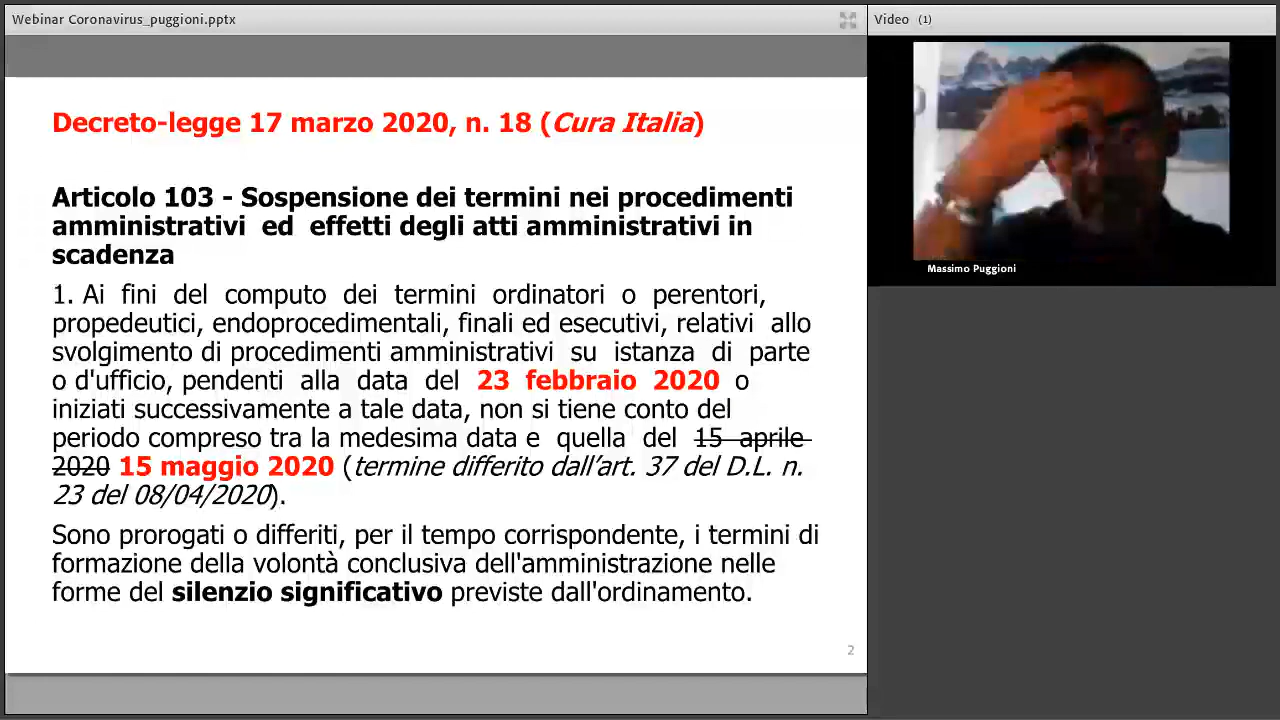 Webinar Coronavirus_puggioni.pptx
Video (1)
Decreto-legge 17 marzo 2020, n. 18 (Cura Italia)
Articolo 103 - Sospensione dei termini nei procedimenti
amministrativi ed effetti degli atti amministrativi in
scadenza
1. Ai fini del computo dei termini ordinatori o perentori,
propedeutici, endoprocedimentali, finali ed esecutivi, relativi allo
svolgimento di procedimenti amministrativi su istanza di parte
o d'ufficio, pendenti alla data del 23 febbraio 2020 o
iniziati successivamente a tale data, non si tiene conto del
periodo compreso tra la medesima data e quella del 15 aprile
2020 15 maggio 2020 (termine differito dall’art. 37 del D.L. n.
23 del 08/04/2020).
Sono prorogati o differiti, per il tempo corrispondente, i termini di
formazione della volontà conclusiva dell'amministrazione nelle
forme del silenzio significativo previste dall'ordinamento.
2
Massimo Puggioni